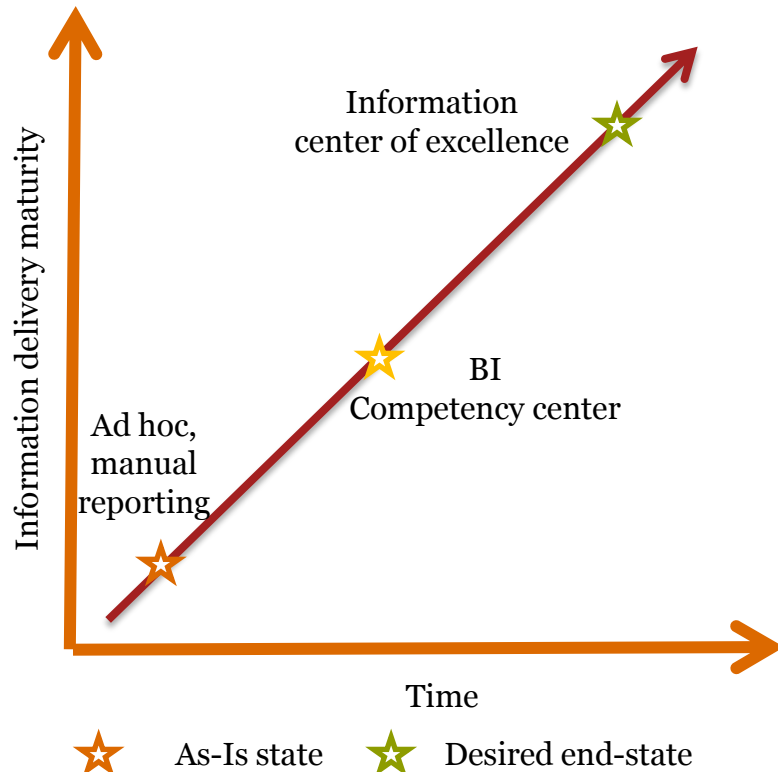 Information
center of excellence
Information delivery maturity
BI
Competency center
Ad hoc,
manual
reporting
Time
As-Is state
Desired end-state